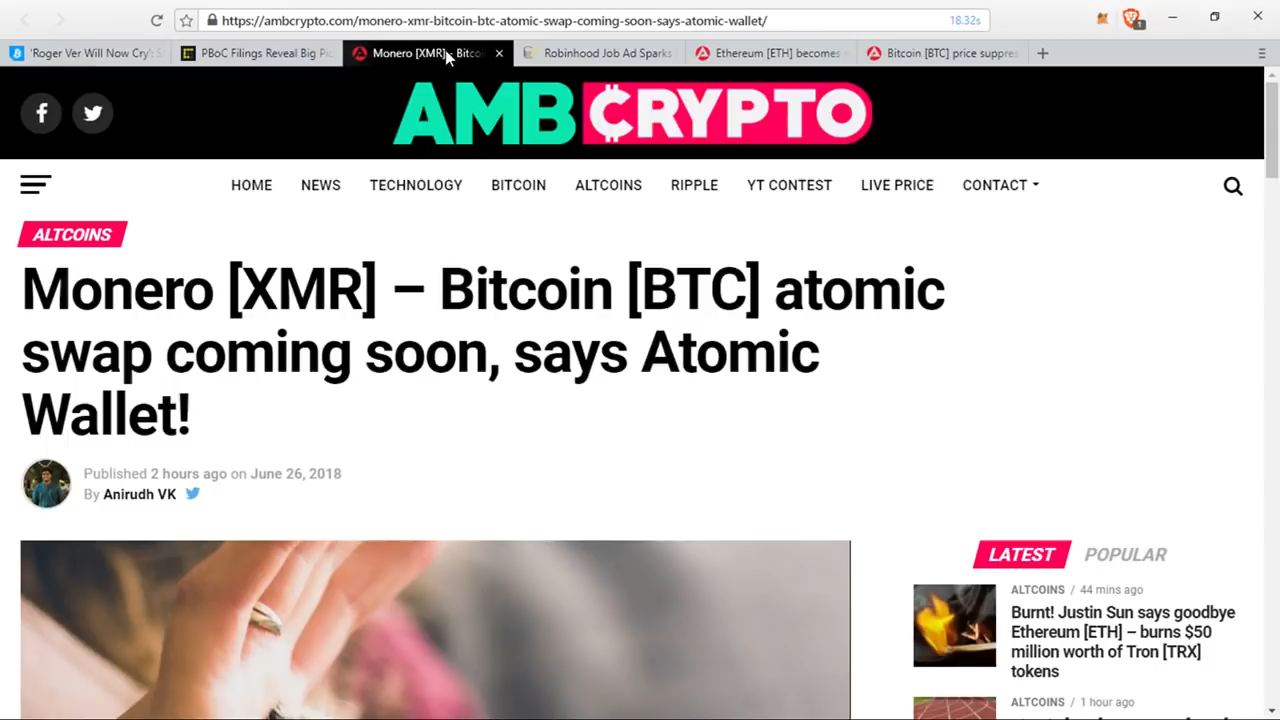 https://ambcrypto.com/monero-xmr-bitcoin-btc-atomic-swap-coming-soon-says-atomic-wallet/
18.32s
1
'Roger Ver Will Now Cry': S
PBoC Filings Reveal Big Pic
Monero [XMR] – Bitcoi
Robinhood Job Ad Sparks
Ethereum [ETH] becomes
Bitcoin [BTC] price suppres
AMBCRYPTO
HOME
NEWS
TECHNOLOGY
BITCOIN
ALTCOINS
RIPPLE
YT CONTEST
LIVE PRICE
CONTACT
ALTCOINS
Monero [XMR] – Bitcoin [BTC] atomic
swap coming soon, says Atomic
Wallet!
Published 2 hours ago on June 26, 2018
By Anirudh VK
LATEST
POPULAR
ALTCOINS / 44 mins ago
Burnt! Justin Sun says goodbye
Ethereum [ETH] – burns $50
million worth of Tron [TRX]
tokens
ALTCOINS / 1 hour ago